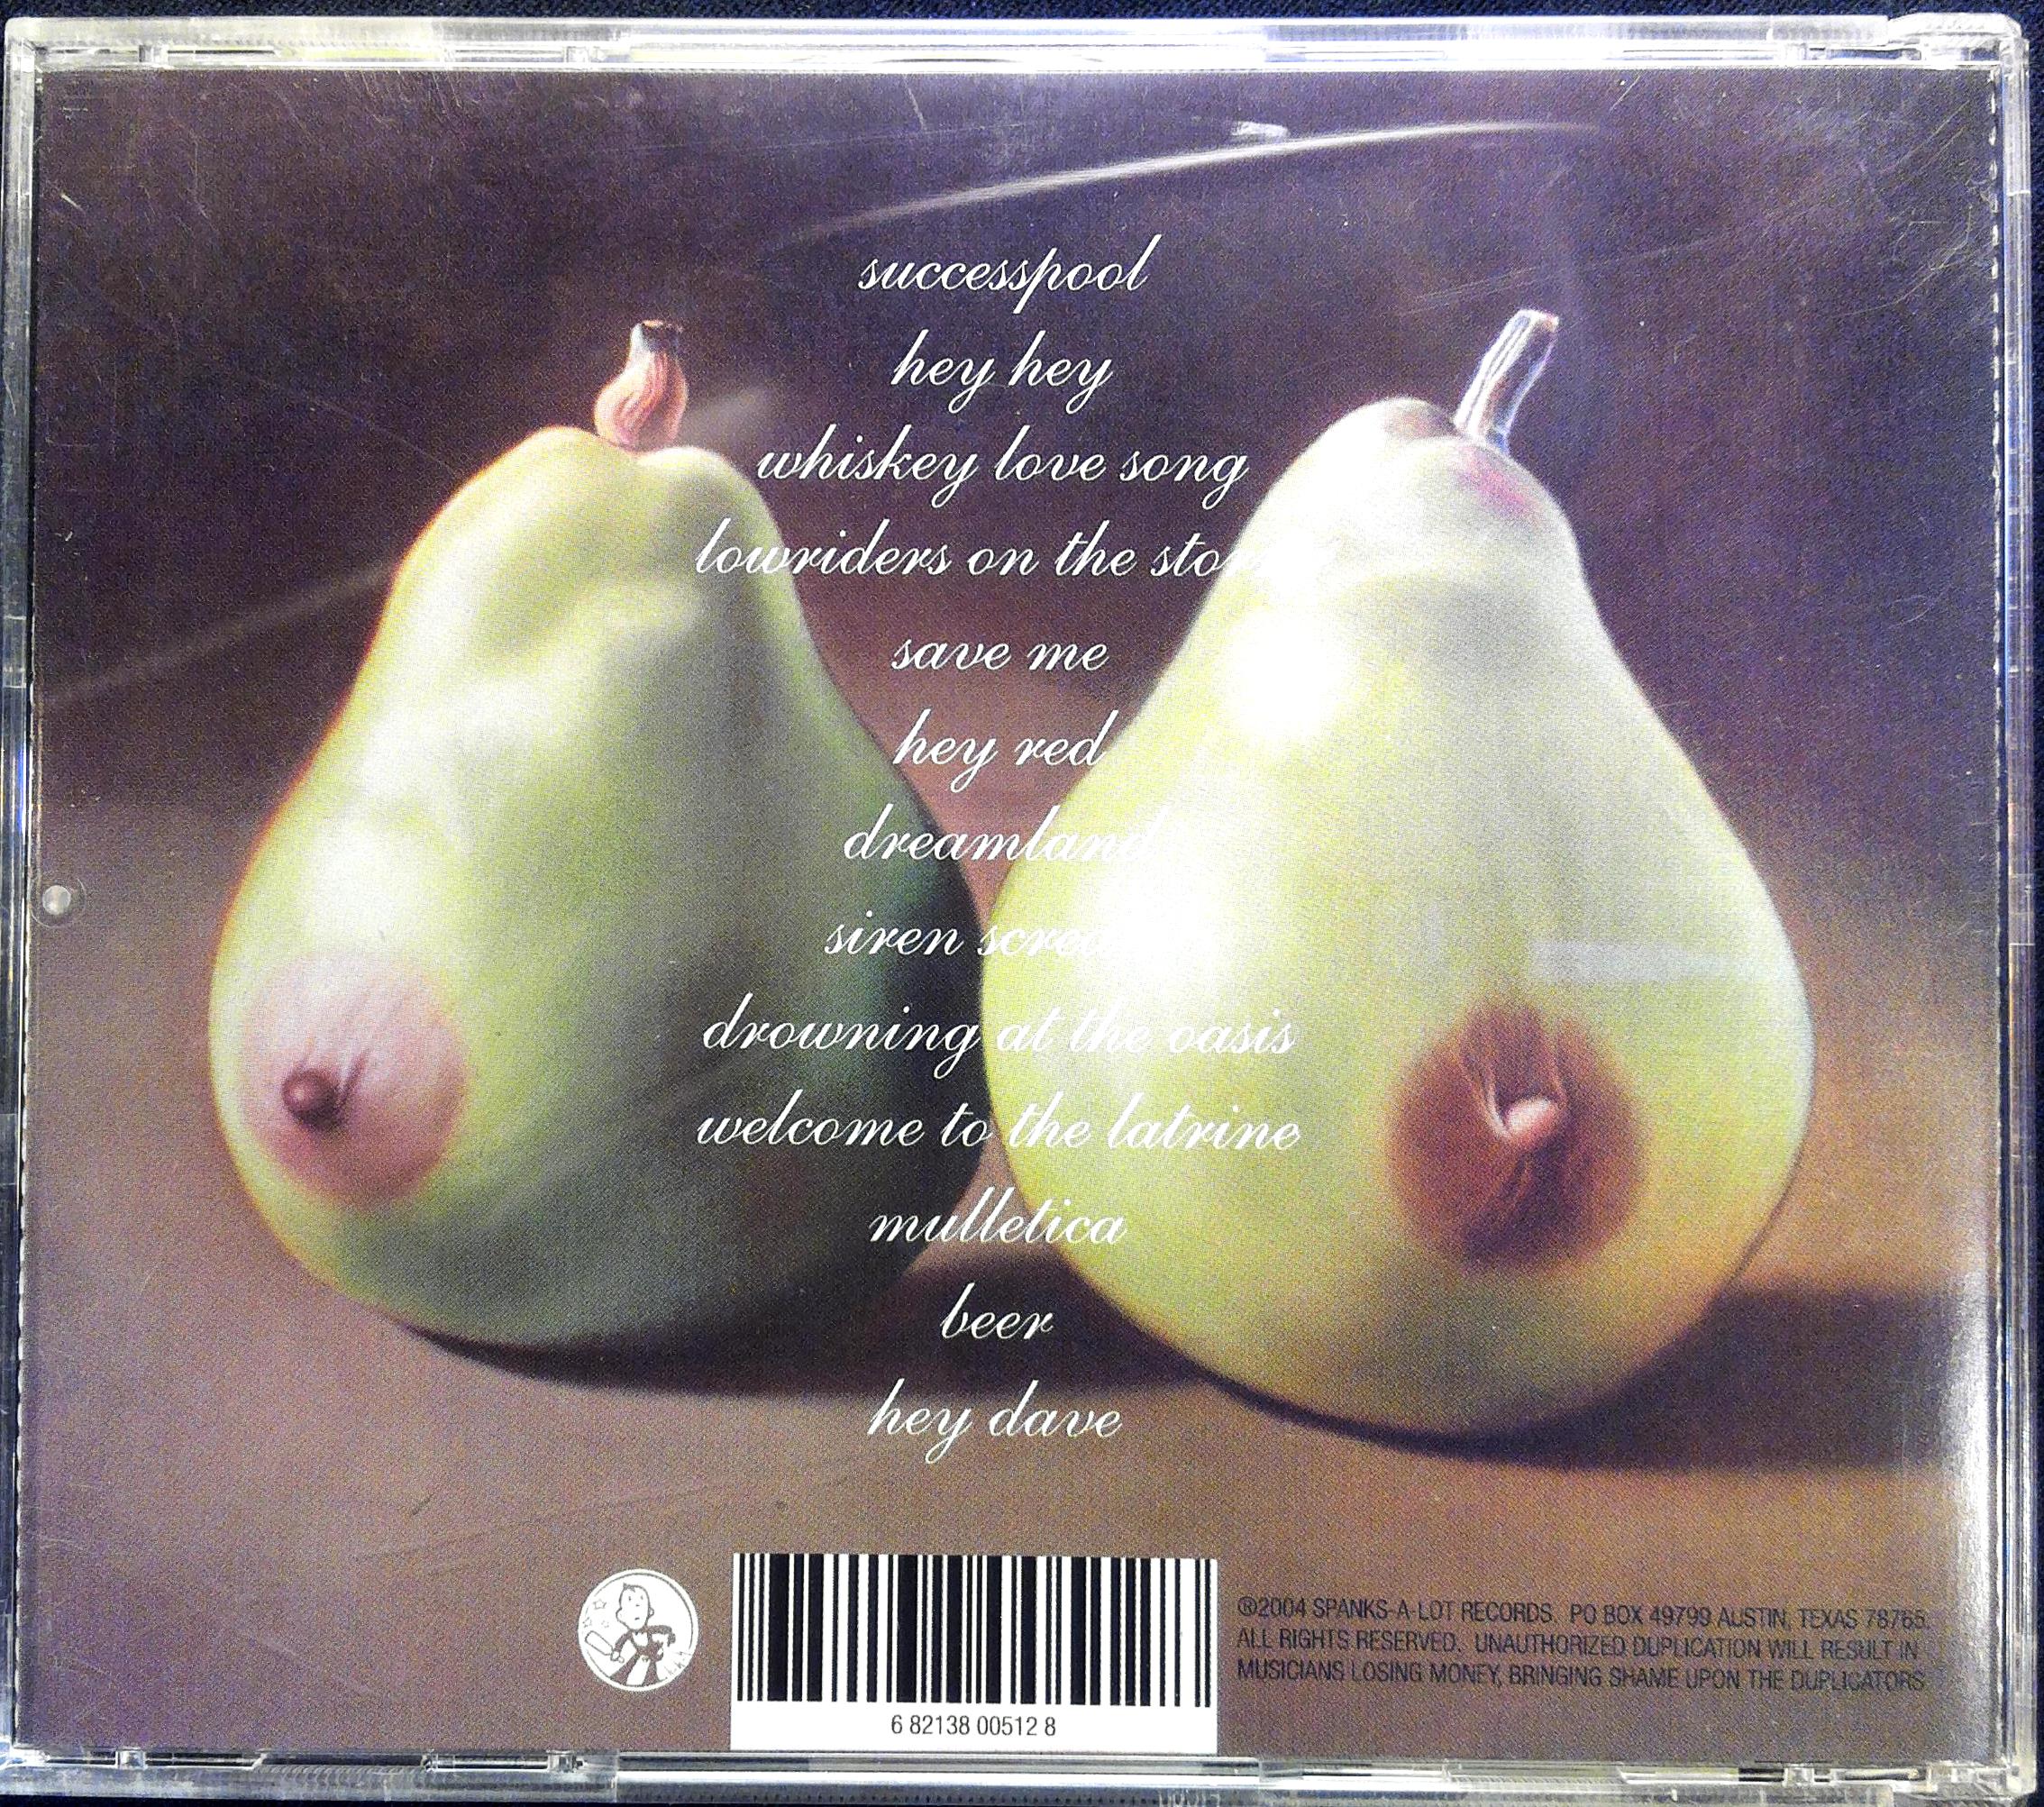 successpool
hey hey
whiskey love song
lowriders on the
save me
hey red
dreamland
siren
drowning at the oasis
welcome to the latrine
mulletica
beer
hey dave
6 82138 00512 8
®2004 SPANKS-A-LOT RECORDS. PO BOX 49799 AUSTIN, TEXAS 78765.
ALL RIGHTS RESERVED. UNAUTHORIZED DUPLICATION WILL RESULT IN
MUSICIANS LOSING MONEY, BRINGING SHAME UPON THE DUPLICATORS